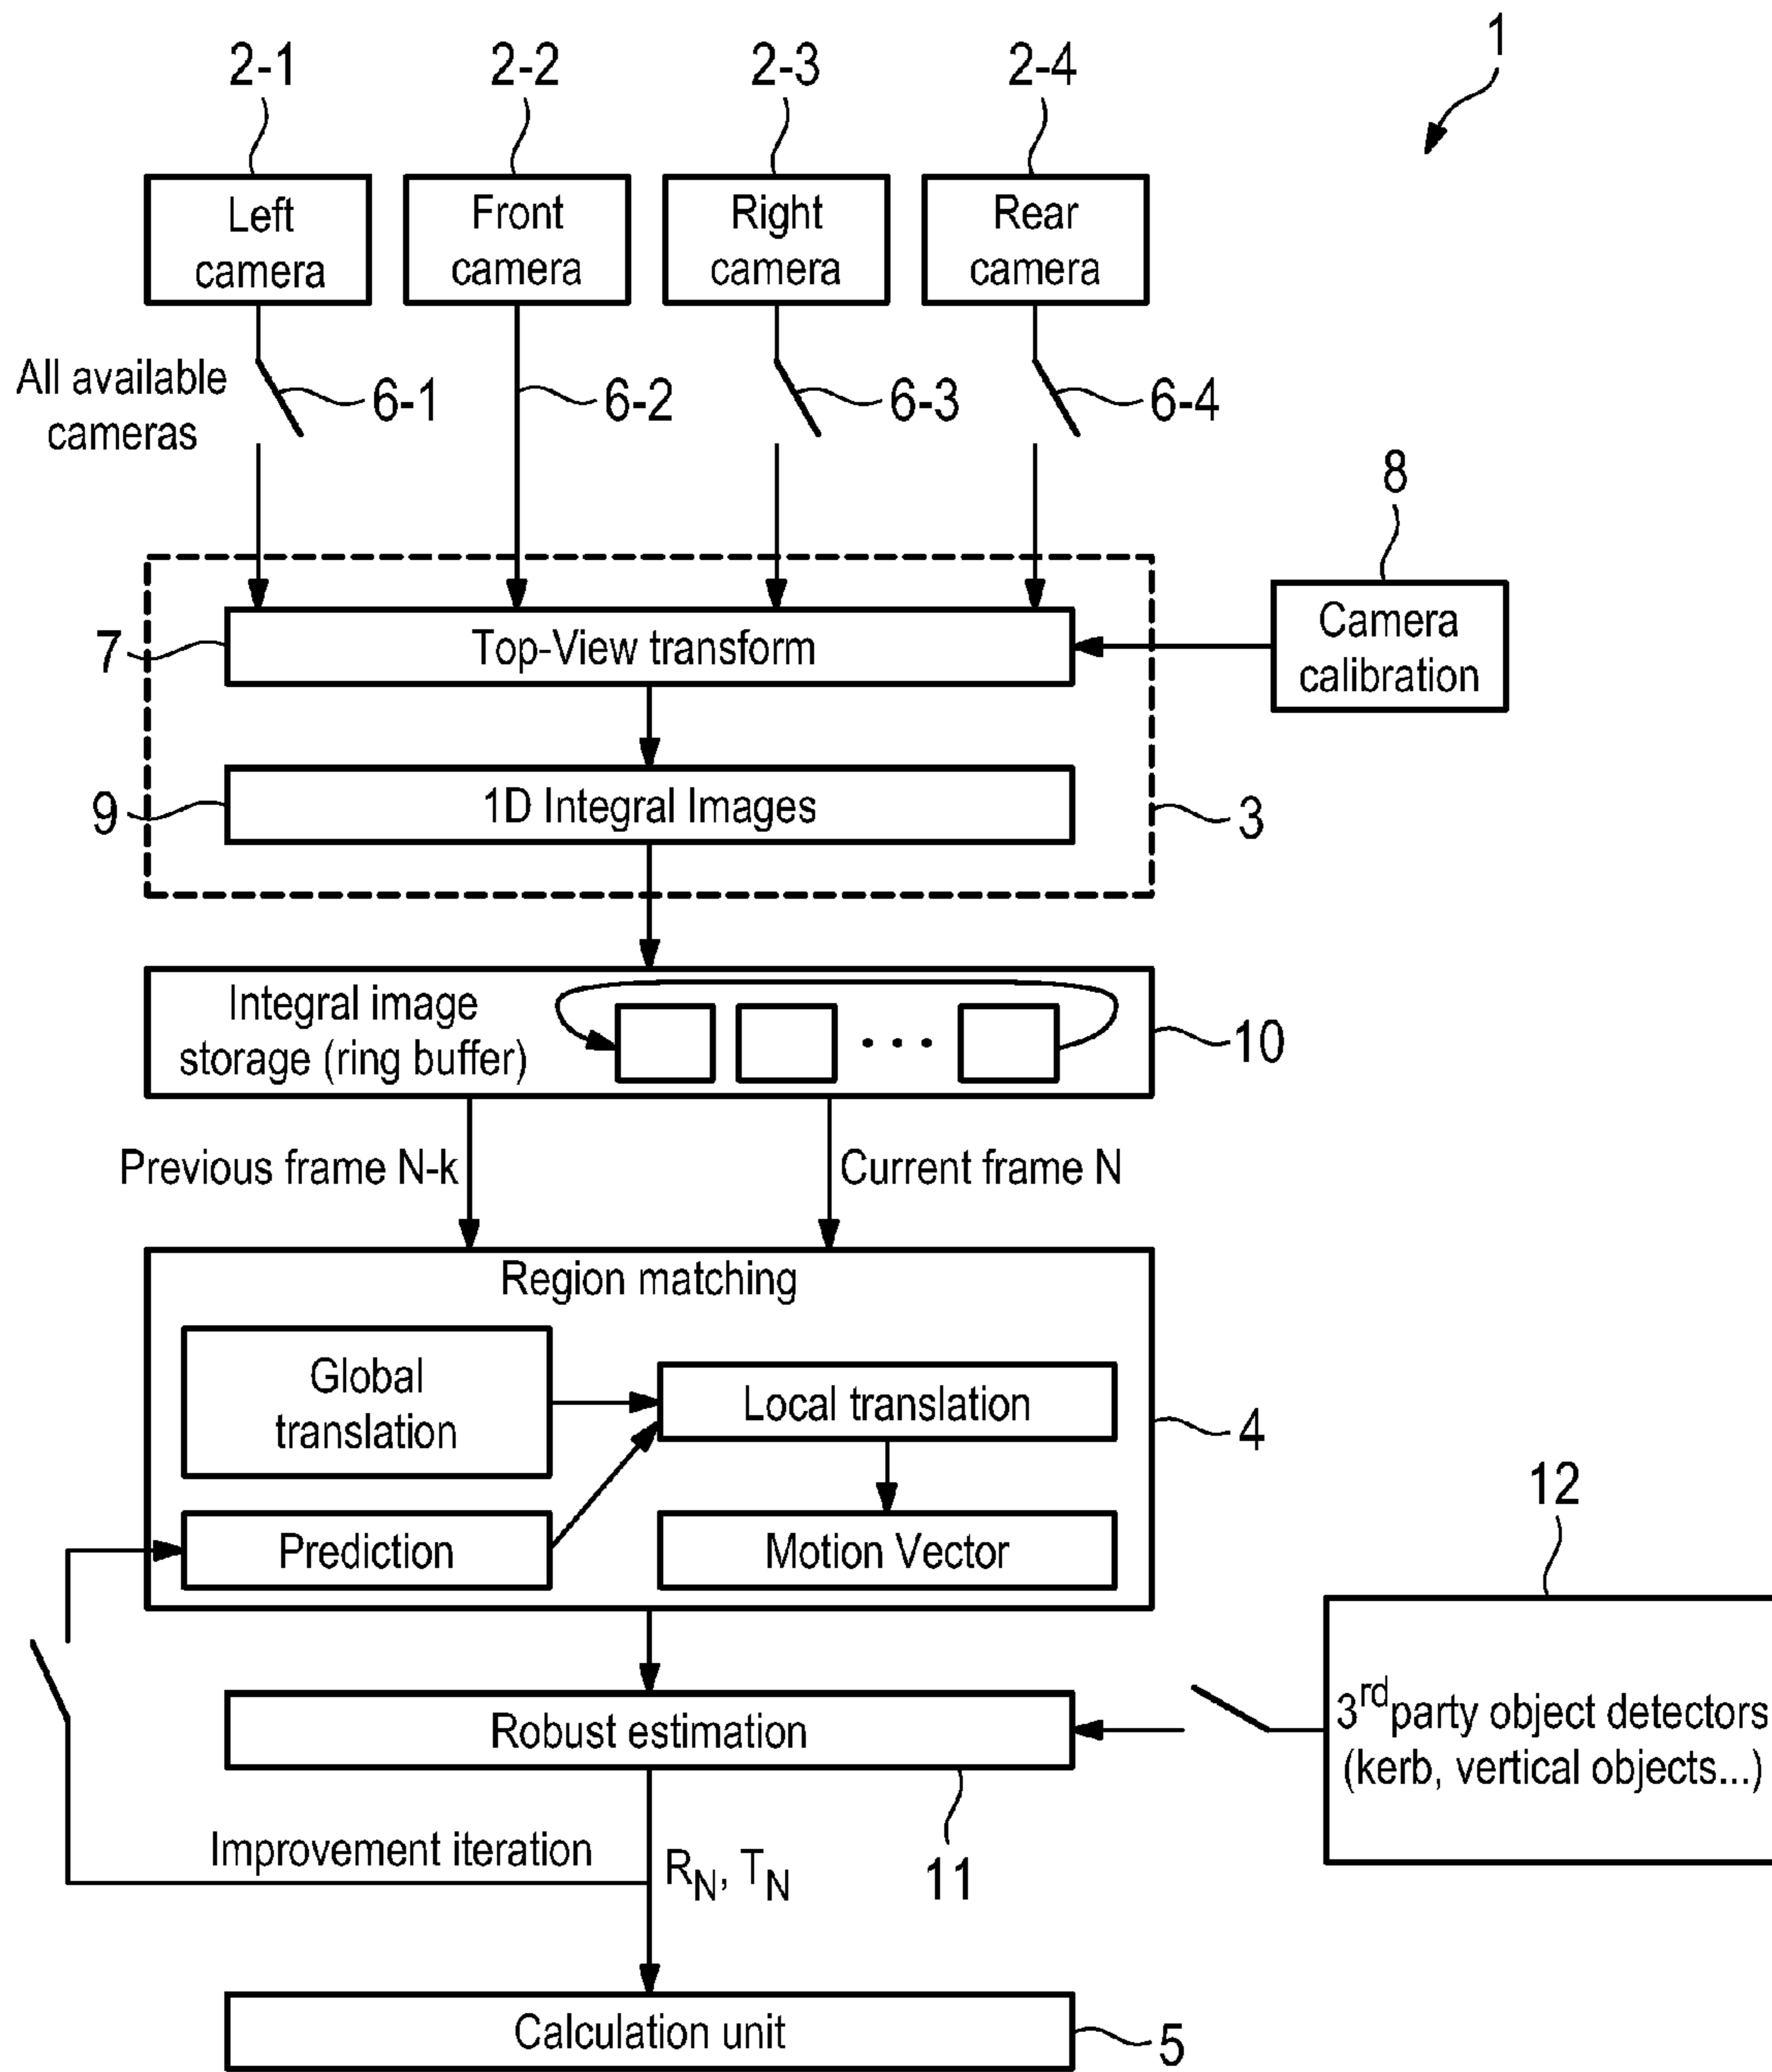 1
2-1
2-2
2-3
2-4
Left
camera
Front
camera
Right
camera
Rear
camera
All available
cameras
6-1
6-2
6-3
6-4
8
Camera
calibration
7
Top-View transform
9
1D Integral Images
3
Integral image
storage (ring buffer)
10
Previous frame N-k
Current frame N
Region matching
Global
translation
Local translation
4
Prediction
Motion Vector
12
Robust estimation
3rd party object detectors
(kerb, vertical objects...)
Improvement iteration
RN, TN
11
Calculation unit
5